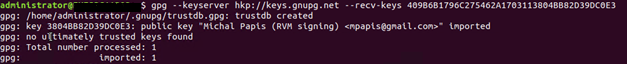 administrator@ $ gpg --keyserver hkp://keys.gnupg.net --recv-keys 409B6B1796C275462A1703113804BB82D39DC0E3
gpg: /home/administrator/.gnupg/trustdb.gpg: trustdb created
gpg: key 3804BB82D39DC0E3: public key "Michal Papis (RVM signing) <mpapis@gmail.com>" imported
gpg: no ultimately trusted keys found
gpg: Total number processed: 1
gpg: imported: 1